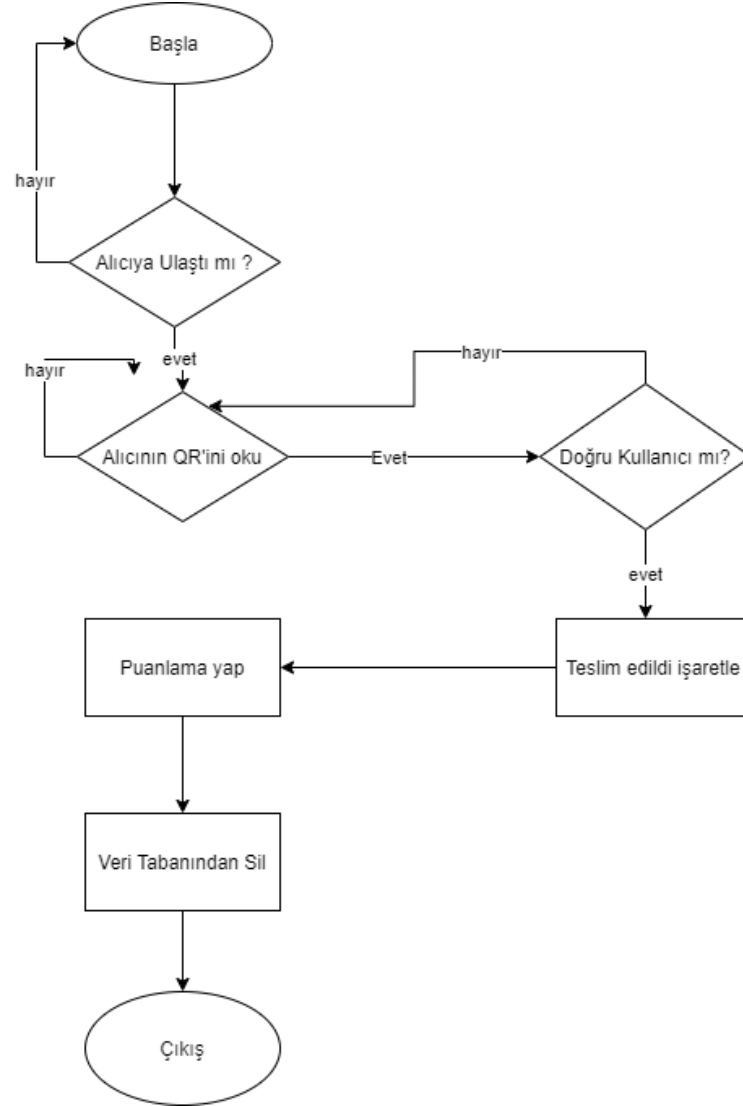 Başla
hayır
Alıcıya Ulaştı mı ?
evet
hayır
hayır
Alıcının QR'ini oku
Evet
Doğru Kullanıcı mı?
evet
Puanlama yap
Teslim edildi işaretle
Veri Tabanından Sil
Çıkış